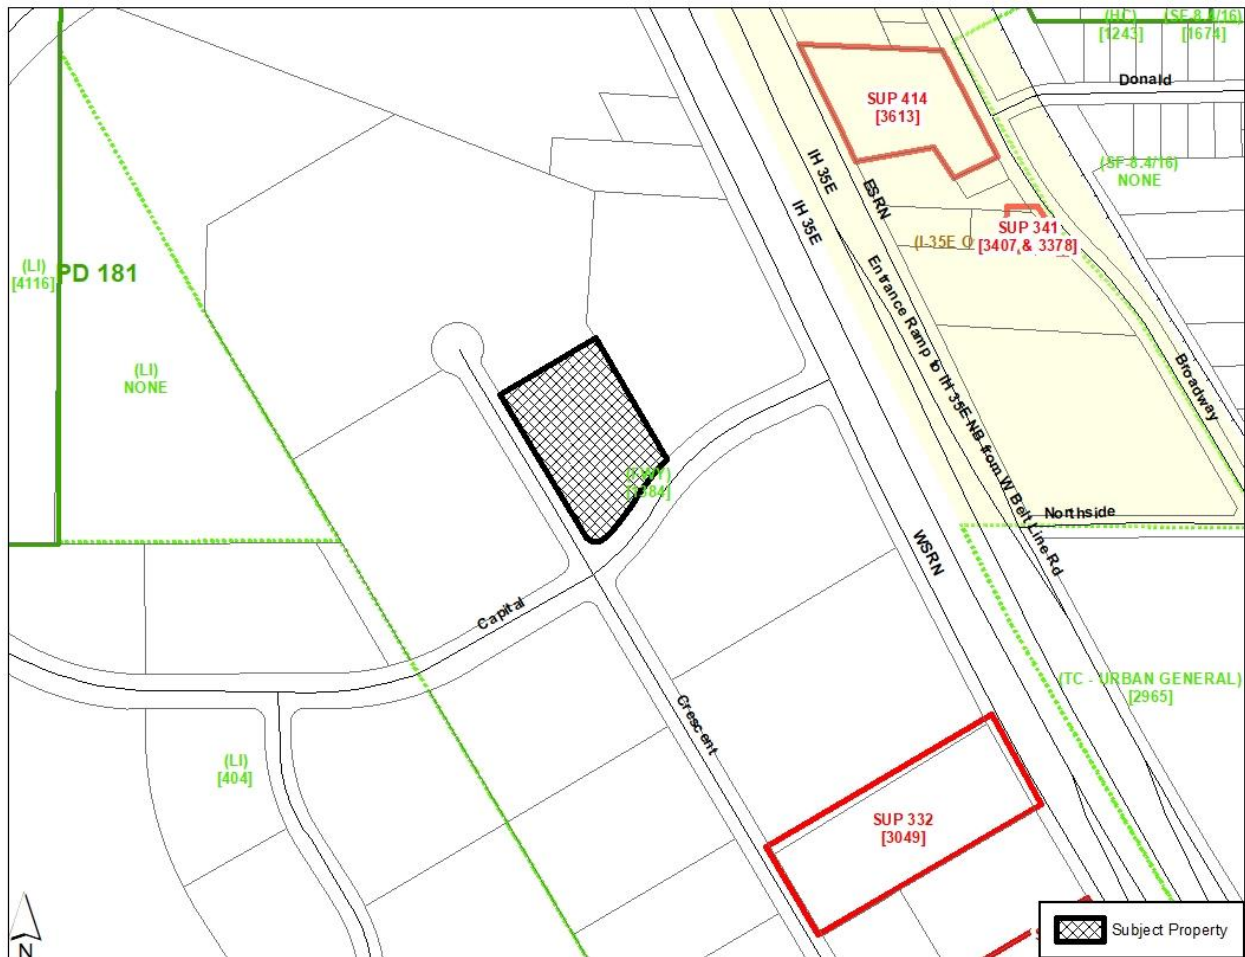 (HC)
[1243]
(SF-8.4/16)
[1674]
Donald
SUP 414
[3613]
(SF-8.4/16)
NONE
IH 35E
IH 35E
ESRN
SUP 341
[3407 & 3378]
(I-35E O
(LI)
[4116]
PD 181
(LI)
NONE
Entrance Ramp to IH 35E NB from W Belt Line Rd
Broadway
(FWY)
[1384]
Northside
WSRN
Capital
Crescent
(TC - URBAN GENERAL)
[2965]
(LI)
[404]
SUP 332
[3049]
N
Subject Property